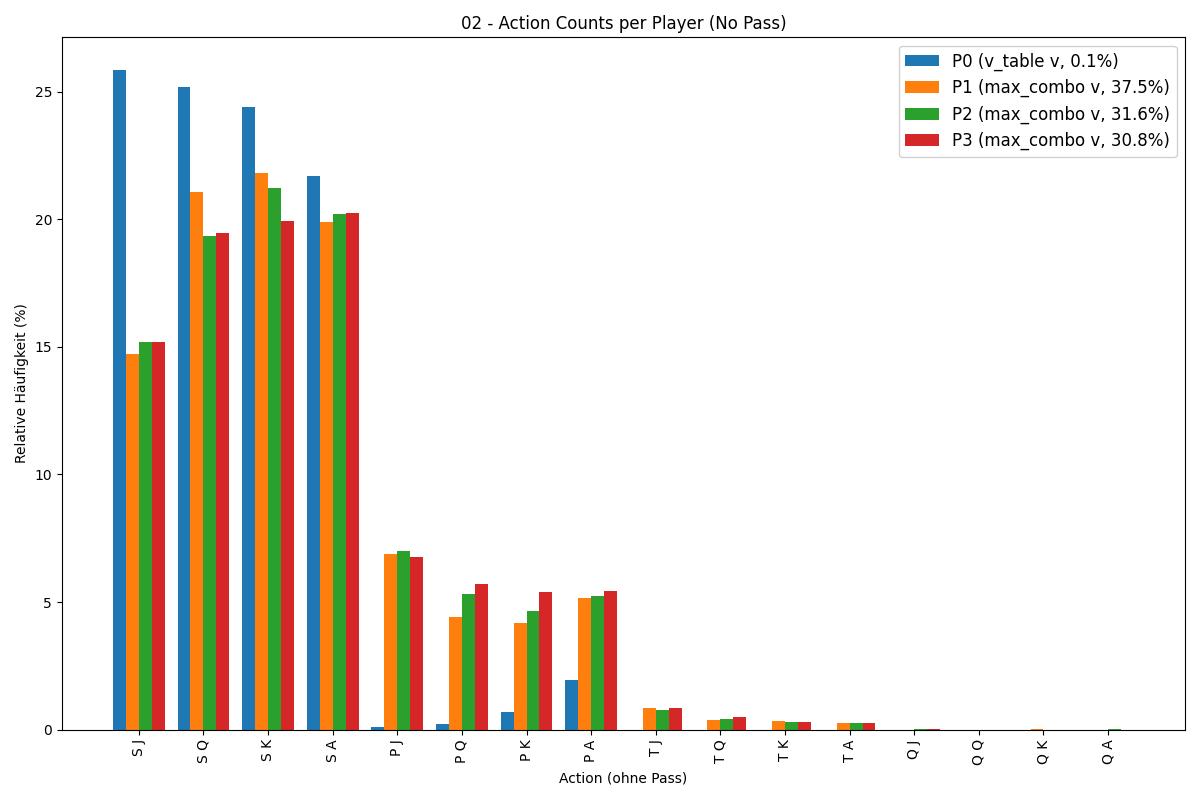 02 - Action Counts per Player (No Pass)
P0 (v_table v, 0.1%)
P1 (max_combo v, 37.5%)
P2 (max_combo v, 31.6%)
P3 (max_combo v, 30.8%)
Relative Häufigkeit (%)
25
20
15
10
5
0
S J
S Q
S K
S A
P J
P Q
P K
P A
T J
T Q
T K
T A
Q J
Q Q
Q K
Q A
Action (ohne Pass)